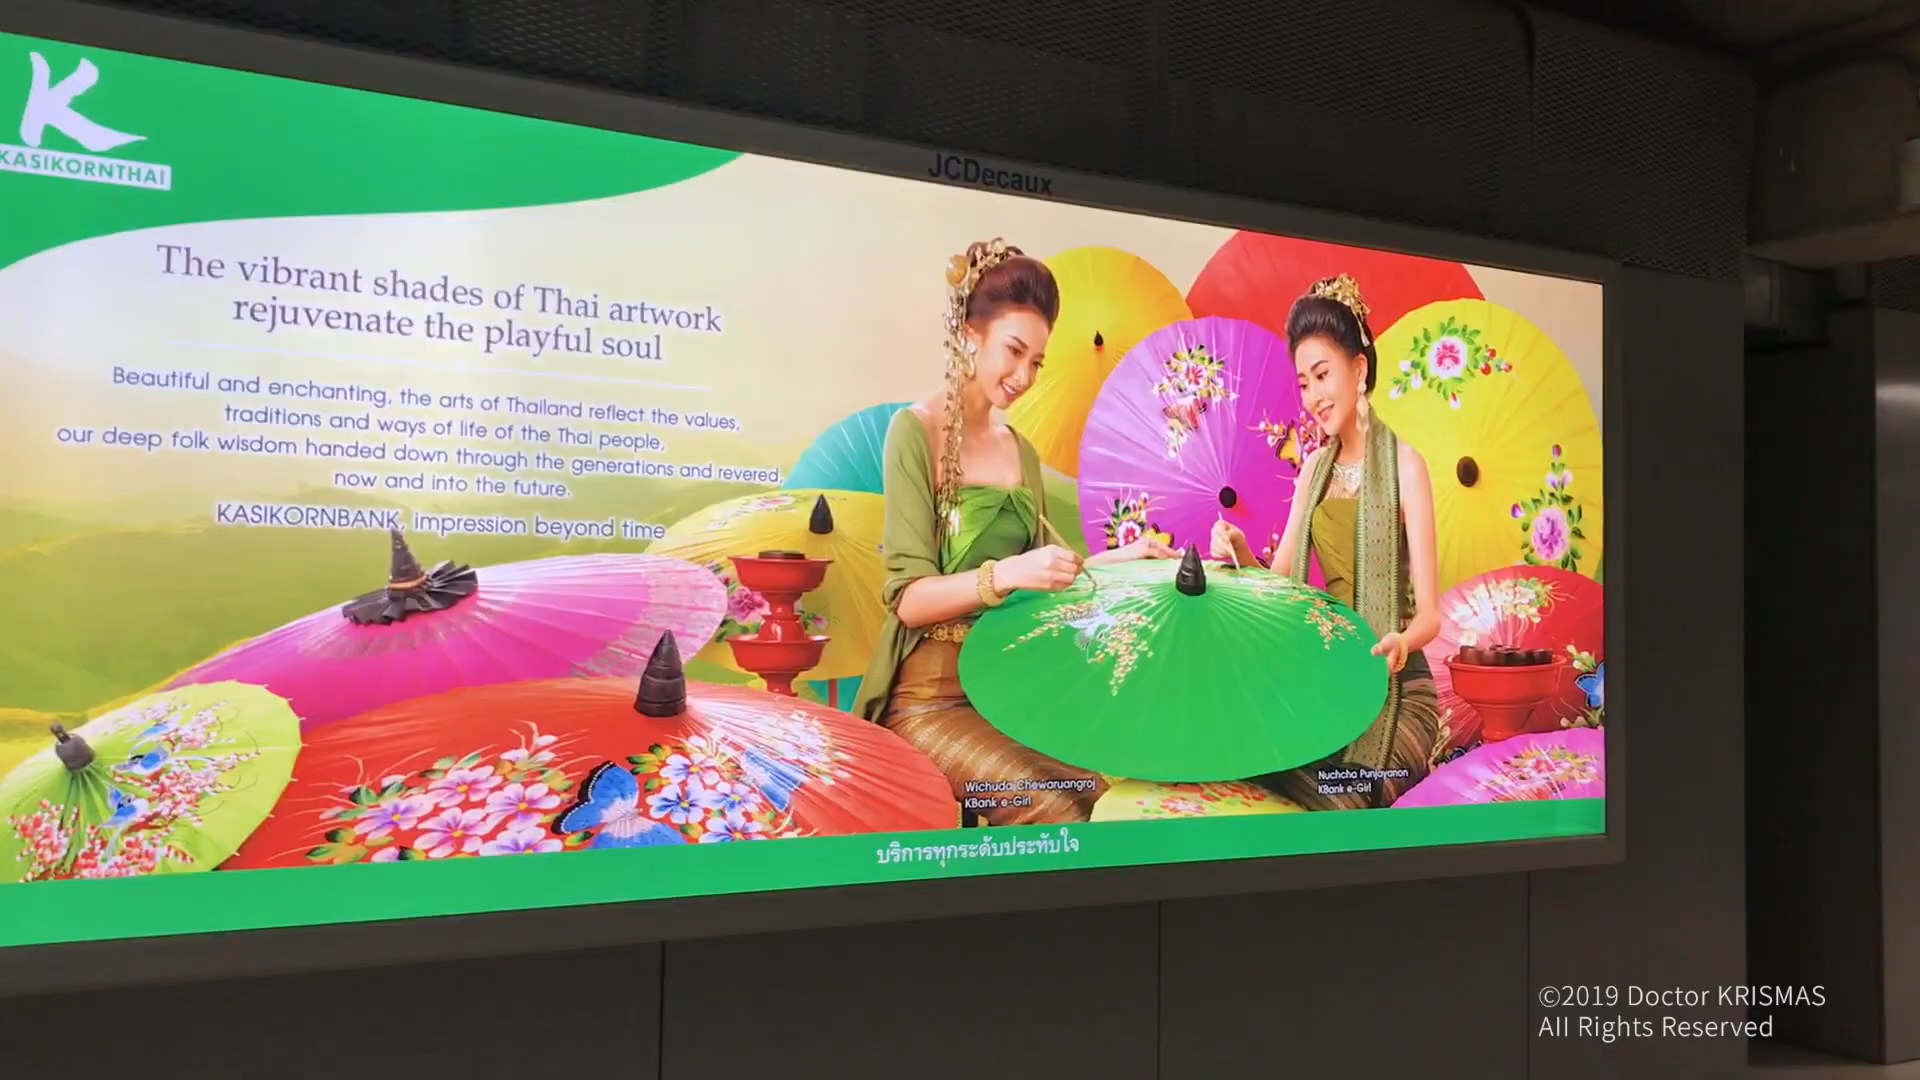 KASIKORNTHAI
JCDecaux
The vibrant shades of Thai artwork
rejuvenate the playful soul
Beautiful and enchanting, the arts of Thailand reflect the values,
traditions and ways of life of the Thai people,
our deep folk wisdom handed down through the generations and revered,
now and into the future.
KASIKORNBANK, impression beyond time
Wichuda Chewaruangroj
KBank e-Girl
Nuchcha Punjayanon
KBank e-Girl
บริการทุกระดับประทับใจ
©2019 Doctor KRISMAS
All Rights Reserved